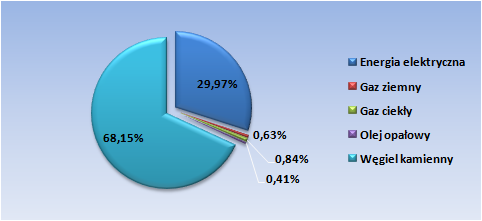 29,97%
0,63%
0,84%
0,41%
68,15%
Energia elektryczna
Gaz ziemny
Gaz ciekły
Olej opałowy
Węgiel kamienny